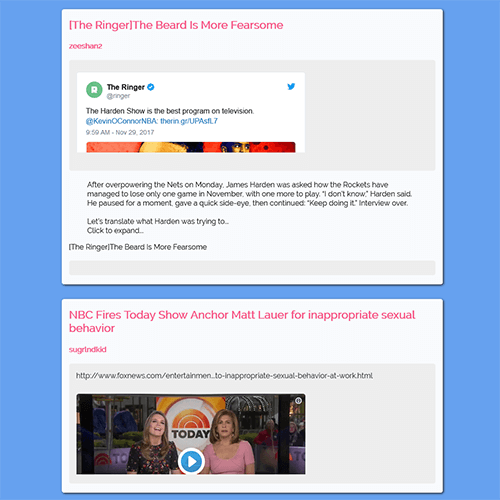 [The Ringer]The Beard Is More Fearsome
zeeshan2
The Ringer
@ringer
The Harden Show is the best program on television.
@KevinOConnorNBA: therin.gr/UPAsfL7
9:59 AM - Nov 29, 2017
After overpowering the Nets on Monday, James Harden was asked how the Rockets have
managed to lose only one game in November, with one more to play. “I don’t know,” Harden said.
He paused for a moment, gave a quick side-eye, then continued: “Keep doing it.” Interview over.
Let’s translate what Harden was trying to...
Click to expand...
[The Ringer]The Beard Is More Fearsome
NBC Fires Today Show Anchor Matt Lauer for inappropriate sexual
behavior
sugrlndkid
http://www.foxnews.com/entertainmen...to-inappropriate-sexual-behavior-at-work.html
TODAY